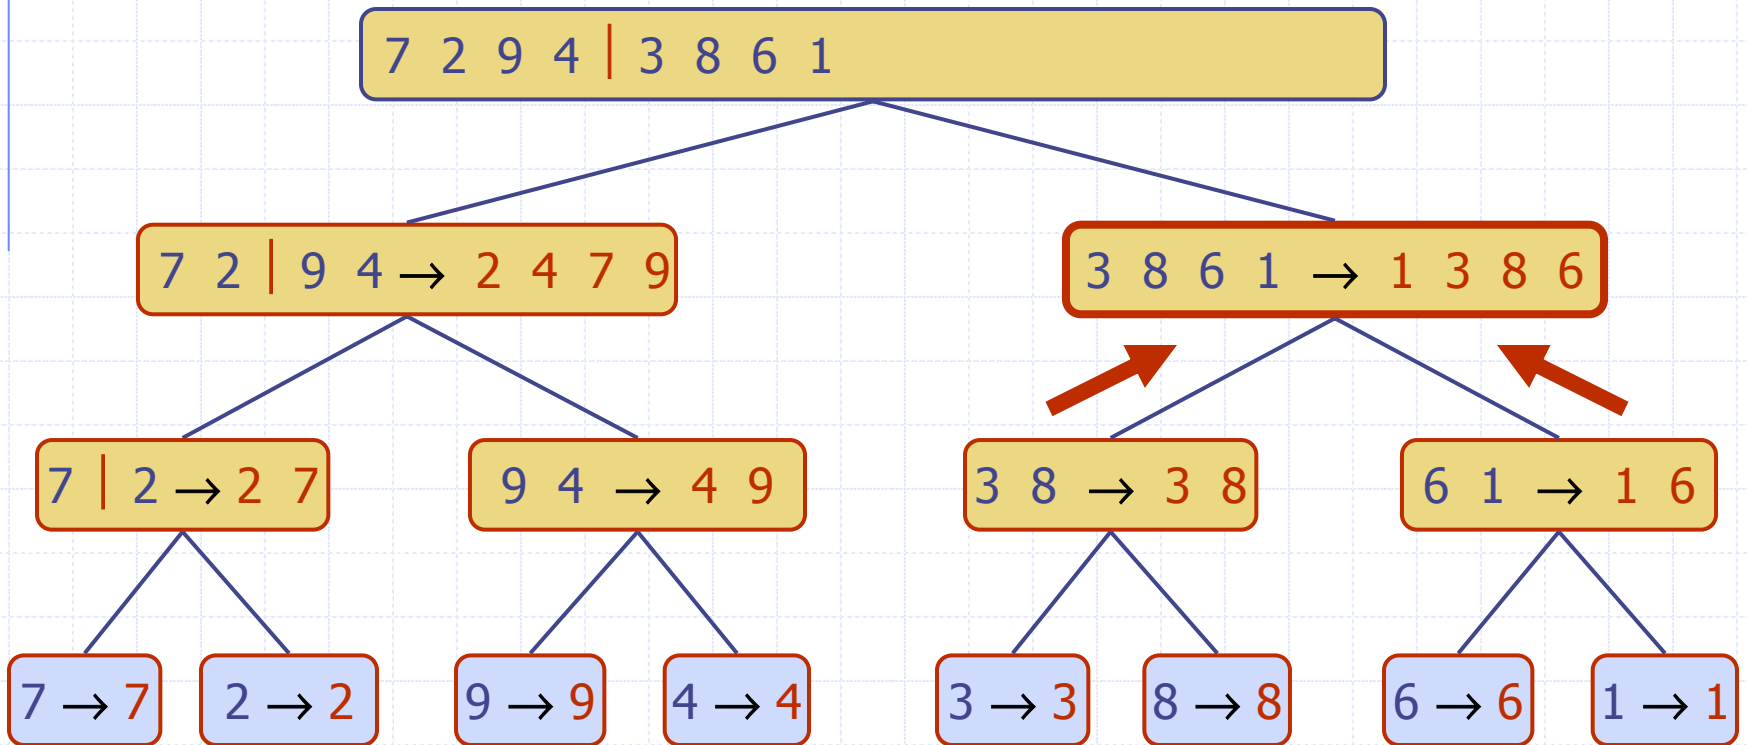 7 2 9 4 | 3 8 6 1
7 2 | 9 4 → 2 4 7 9
3 8 6 1 → 1 3 8 6
7 | 2 → 2 7
9 4 → 4 9
3 8 → 3 8
6 1 → 1 6
7 → 7
2 → 2
9 → 9
4 → 4
3 → 3
8 → 8
6 → 6
1 → 1